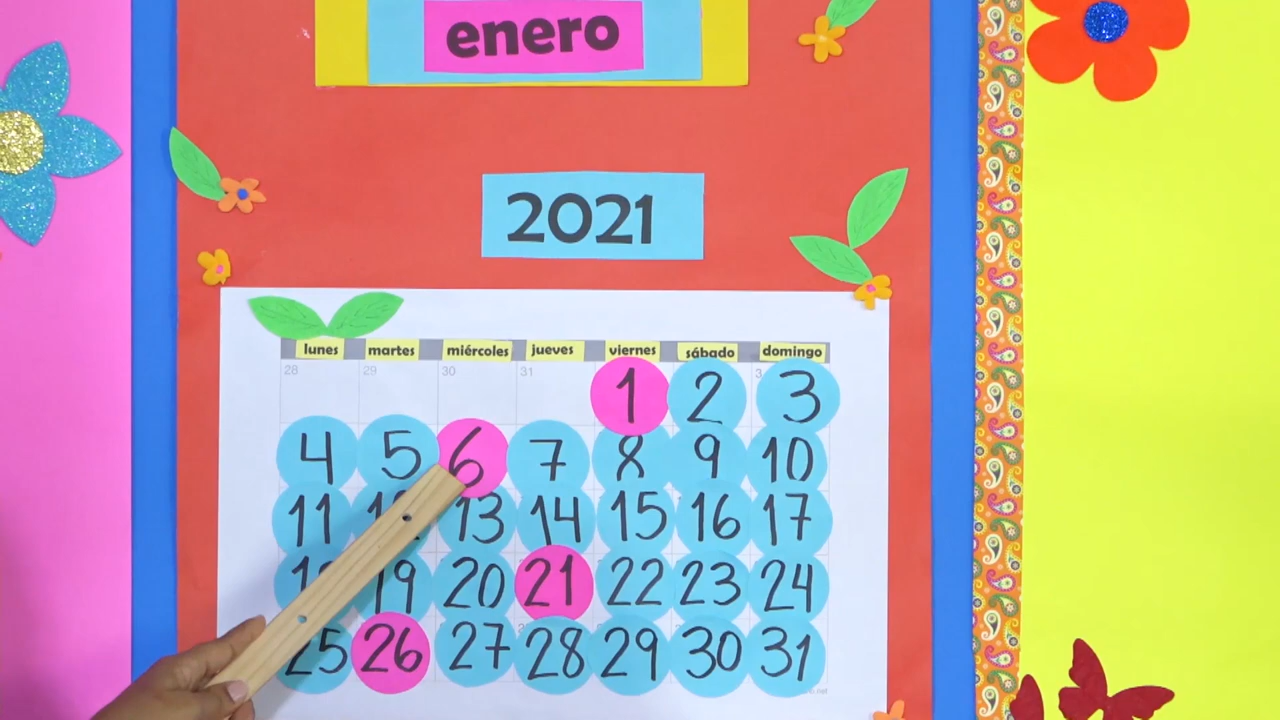 enero
2021
lunes martes miércoles jueves viernes sábado domingo
28 29 30 31 1 2 3
4 5 6 7 8 9 10
11 13 14 15 16 17
19 20 21 22 23 24
25 26 27 28 29 30 31